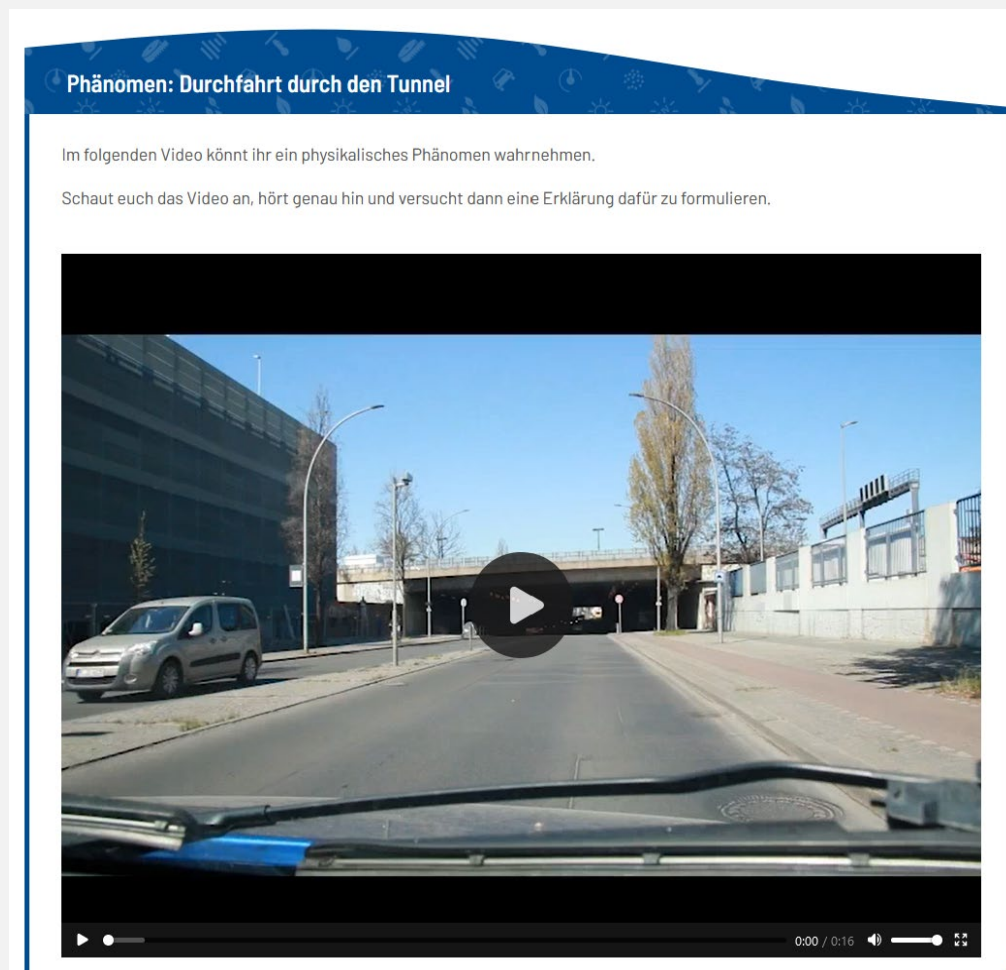 Phänomen: Durchfahrt durch den Tunnel
Im folgenden Video könnt ihr ein physikalisches Phänomen wahrnehmen.
Schaut euch das Video an, hört genau hin und versucht dann eine Erklärung dafür zu formulieren.
0:00 / 0:16